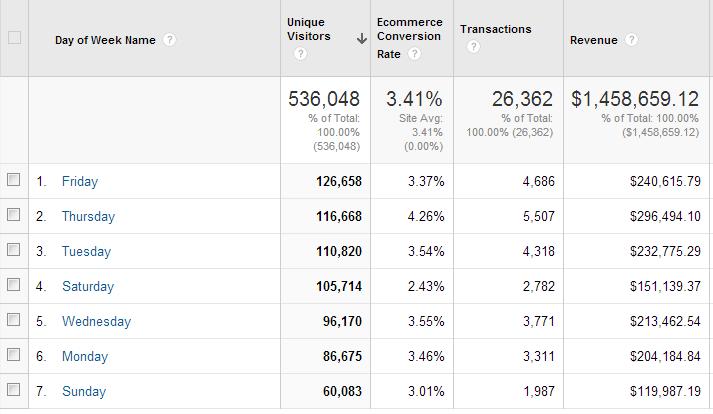 Day of Week Name ?
Unique
Visitors
?
Ecommerce
Conversion
Rate ?
Transactions
?
Revenue ?
536,048
% of Total:
100.00%
(536,048)
3.41%
Site Avg:
3.41%
(0.00%)
26,362
% of Total:
100.00% (26,362)
$1,458,659.12
% of Total: 100.00%
($1,458,659.12)
1. Friday 126,658 3.37% 4,686 $240,615.79
2. Thursday 116,668 4.26% 5,507 $296,494.10
3. Tuesday 110,820 3.54% 4,318 $232,775.29
4. Saturday 105,714 2.43% 2,782 $151,139.37
5. Wednesday 96,170 3.55% 3,771 $213,462.54
6. Monday 86,675 3.46% 3,311 $204,184.84
7. Sunday 60,083 3.01% 1,987 $119,987.19